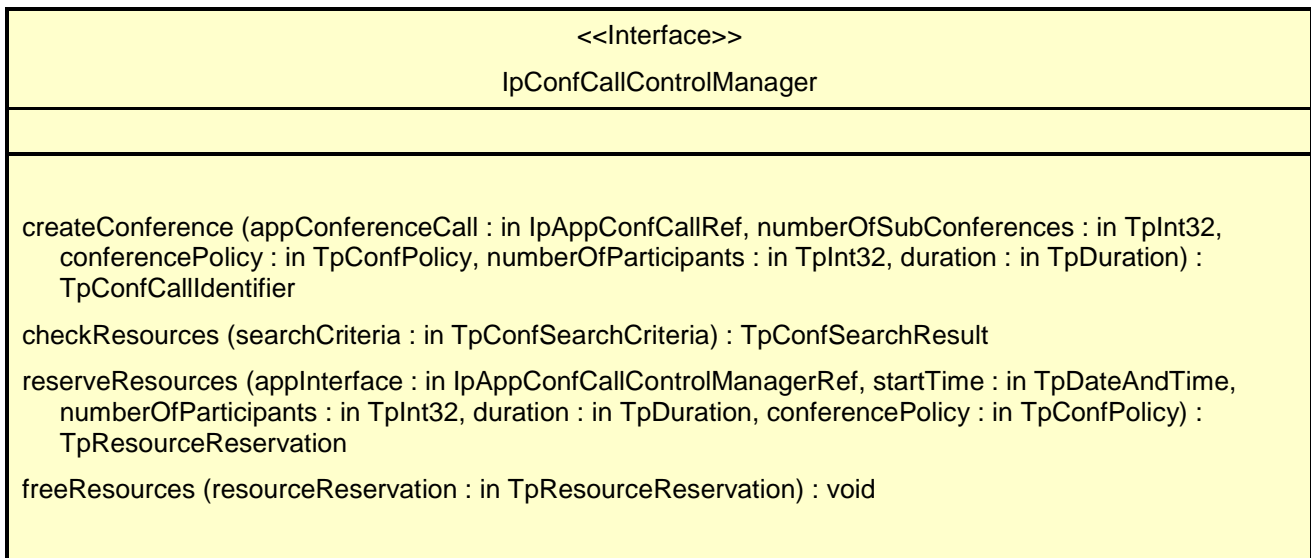 <<Interface>>
IpConfCallControlManager
createConference (appConferenceCall : in IpAppConfCallRef, numberOfSubConferences : in TpInt32,
conferencePolicy : in TpConfPolicy, numberOfParticipants : in TpInt32, duration : in TpDuration) :
TpConfCallIdentifier
checkResources (searchCriteria : in TpConfSearchCriteria) : TpConfSearchResult
reserveResources (appInterface : in IpAppConfCallControlManagerRef, startTime : in TpDateAndTime,
numberOfParticipants : in TpInt32, duration : in TpDuration, conferencePolicy : in TpConfPolicy) :
TpResourceReservation
freeResources (resourceReservation : in TpResourceReservation) : void